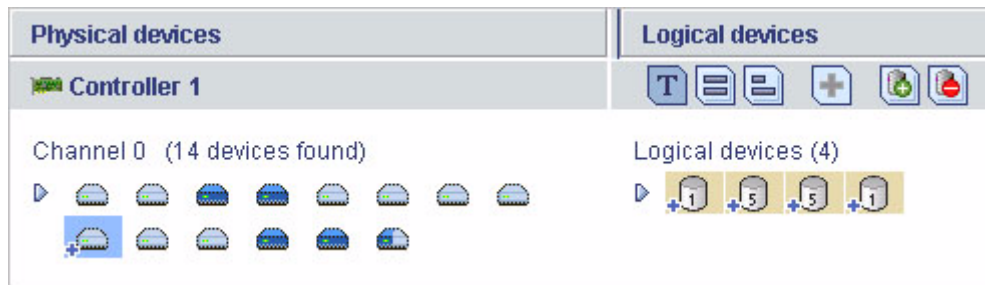 Physical devices
Logical devices
Controller 1
T
Channel 0 (14 devices found)
Logical devices (4)
1 5 5 1